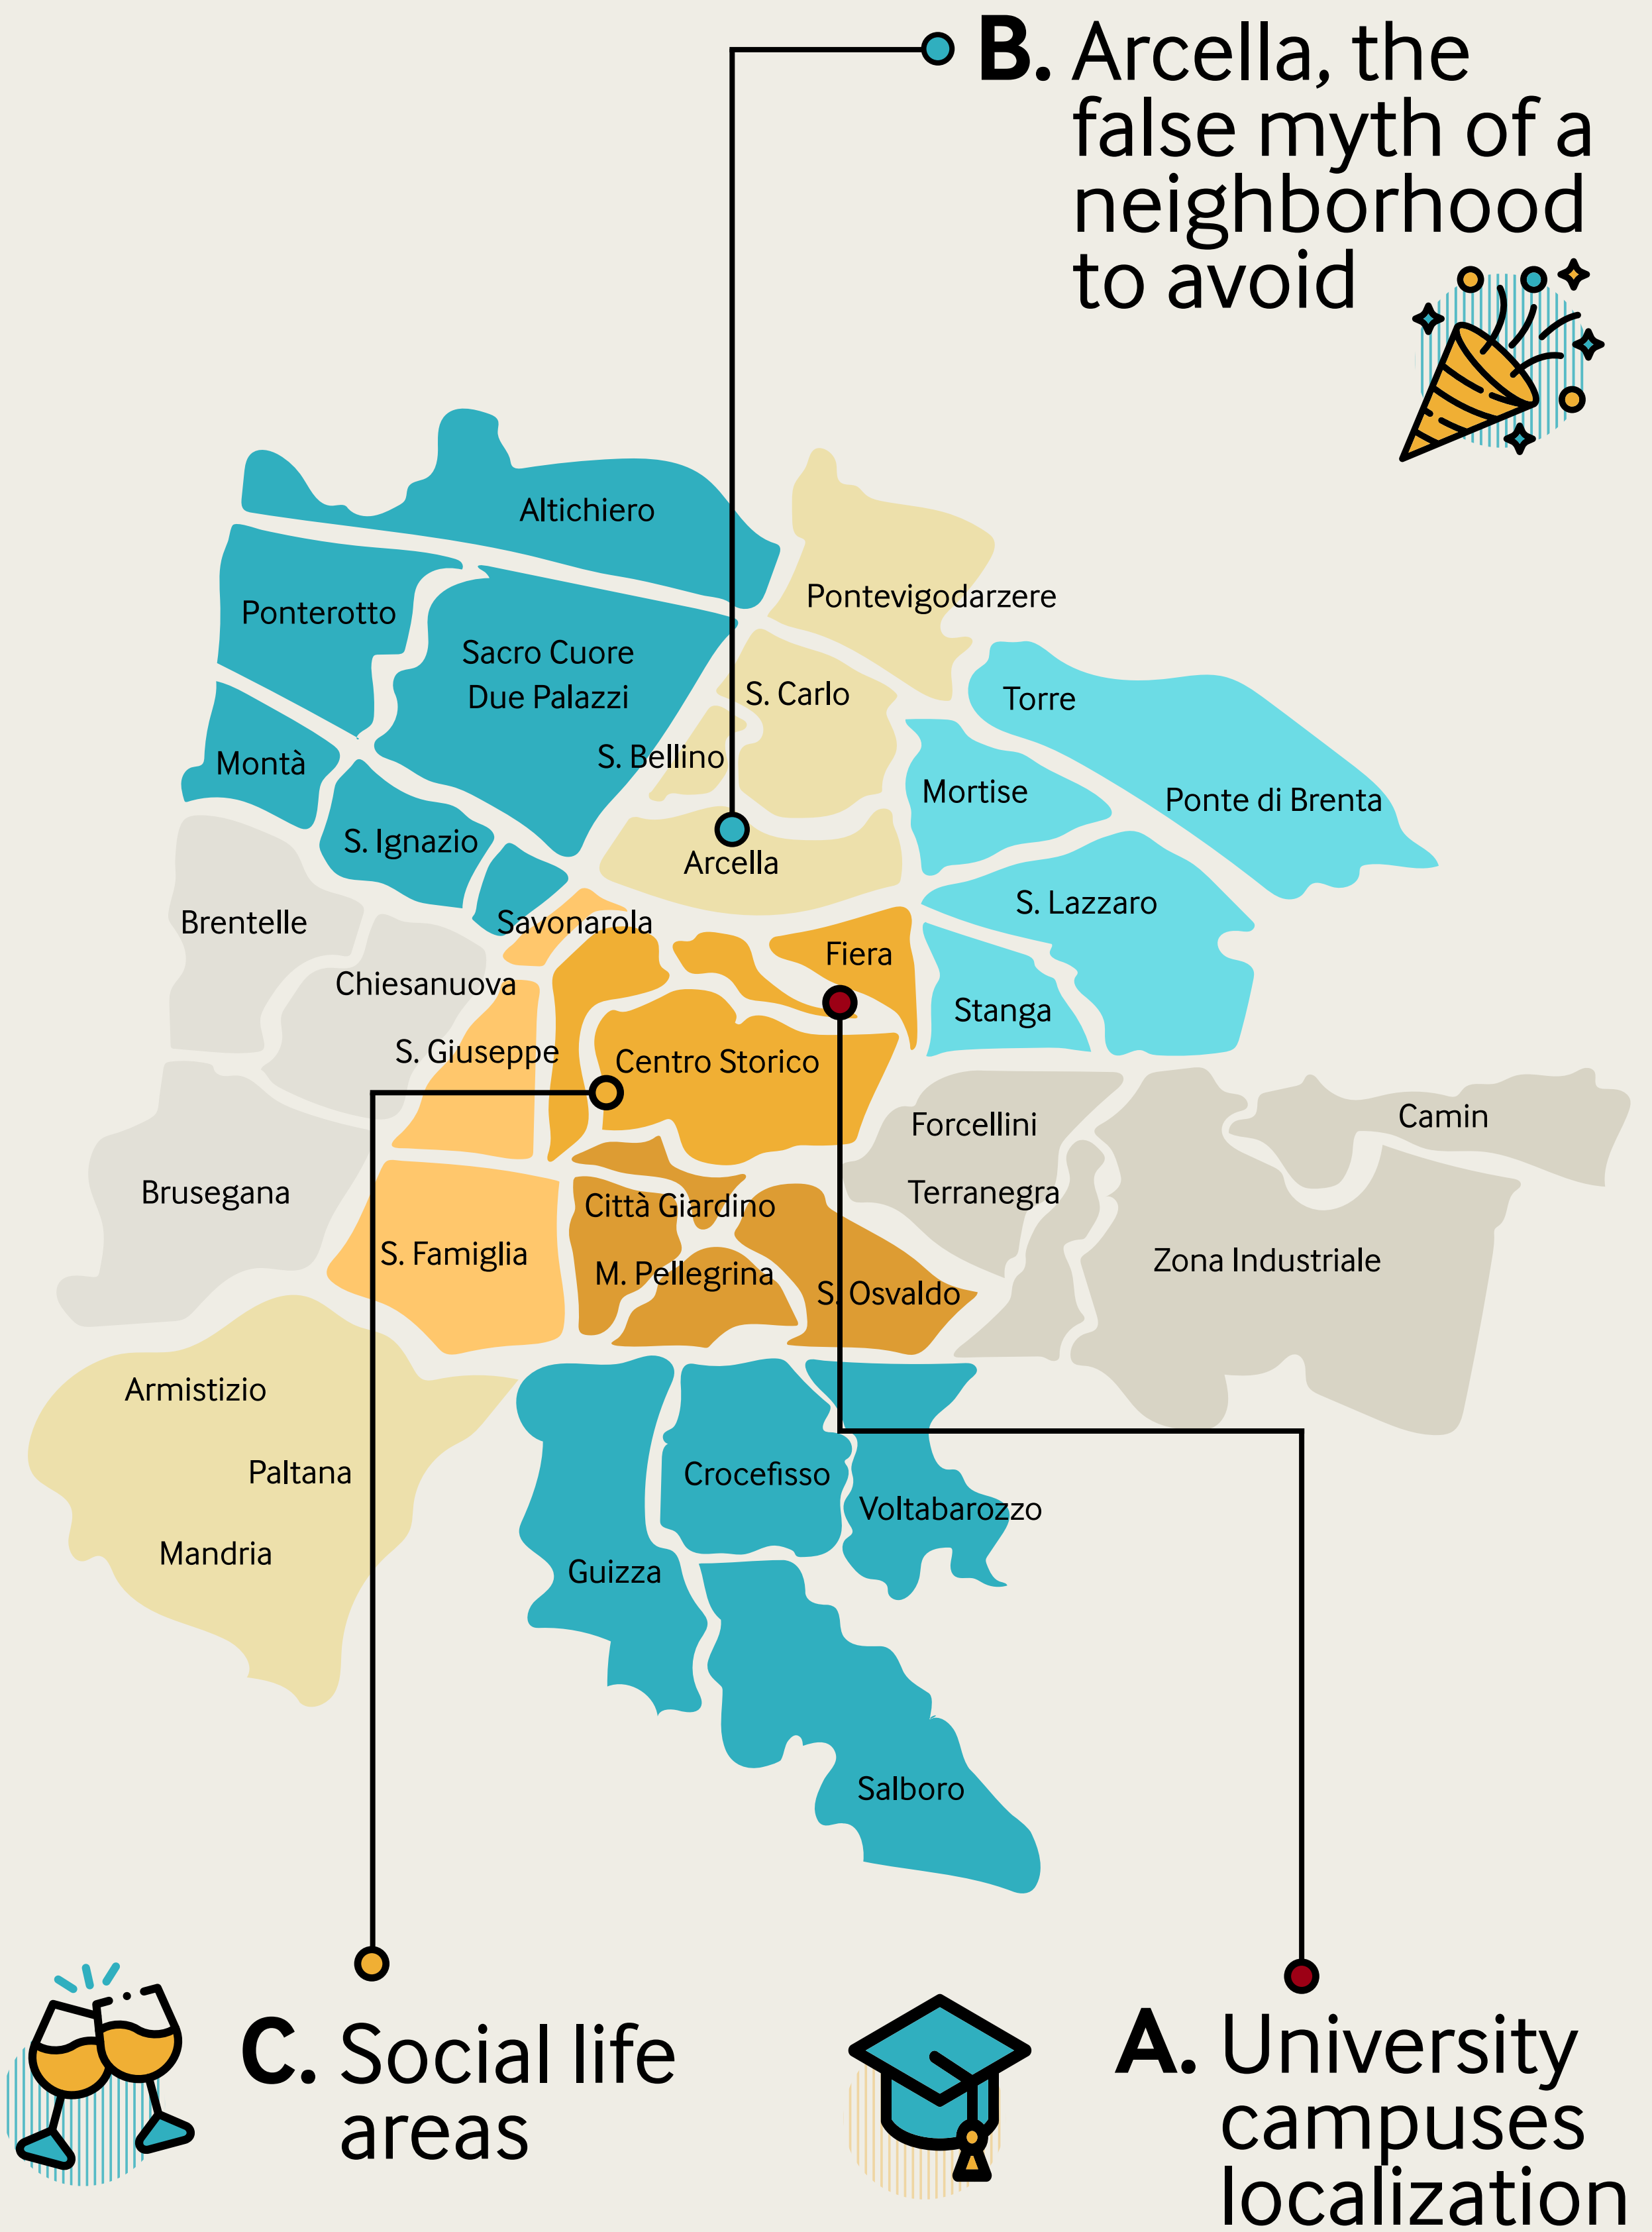 B. Arcella, the
false myth of a
neighborhood
to avoid
Altichiero
Pontevigodarzere
Ponterotto
Sacro Cuore
Due Palazzi
S. Carlo
Torre
Montà
S. Bellino
Mortise
Ponte di Brenta
S. Ignazio
Arcella
S. Lazzaro
Brentelle
Savonarola
Fiera
Chiesanuova
Stanga
S. Giuseppe
Centro Storico
Forcellini
Camin
Brusegana
Città Giardino
Terranegra
S. Famiglia
M. Pellegrina
S. Osvaldo
Zona Industriale
Armistizio
Paltana
Crocefisso
Voltabarozzo
Mandria
Guizza
Salboro
C. Social life
areas
A. University
campuses
localization